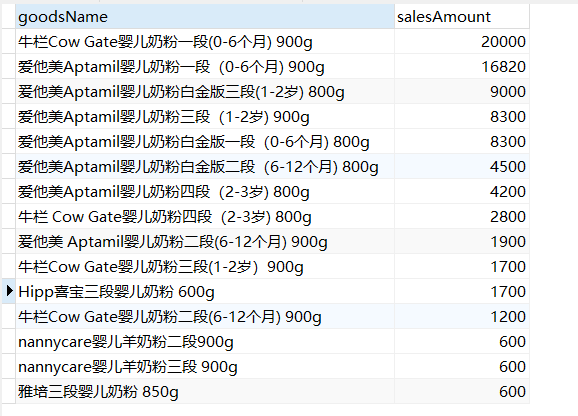 goodsName salesAmount
牛栏Cow Gate婴儿奶粉一段(0-6个月) 900g 20000
爱他美Aptamil婴儿奶粉一段（0-6个月) 900g 16820
爱他美Aptamil婴儿奶粉白金版三段(1-2岁) 800g 9000
爱他美Aptamil婴儿奶粉三段（1-2岁) 900g 8300
爱他美Aptamil婴儿奶粉白金版一段（0-6个月) 800g 8300
爱他美Aptamil婴儿奶粉白金版二段（6-12个月) 800g 4500
爱他美Aptamil婴儿奶粉四段（2-3岁) 800g 4200
牛栏 Cow Gate婴儿奶粉四段（2-3岁) 800g 2800
爱他美 Aptamil婴儿奶粉二段(6-12个月) 900g 1900
牛栏Cow Gate婴儿奶粉三段(1-2岁）900g 1700
Hipp喜宝三段婴儿奶粉 600g 1700
牛栏Cow Gate婴儿奶粉二段(6-12个月) 900g 1200
nannycare婴儿羊奶粉二段900g 600
nannycare婴儿羊奶粉三段 900g 600
雅培三段婴儿奶粉 850g 600